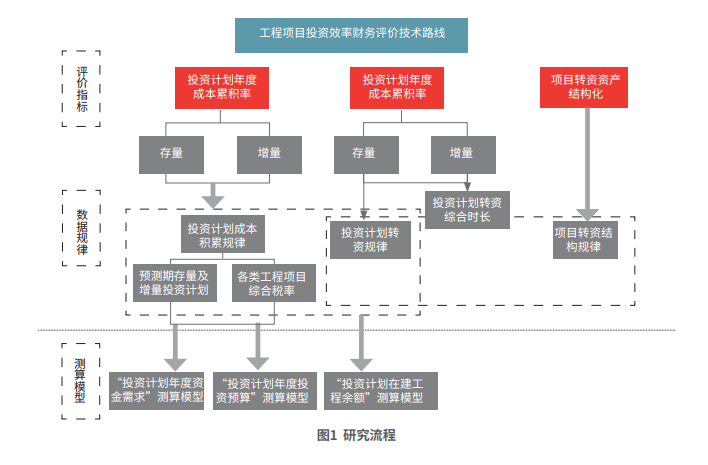 工程项目投资效率财务评价技术路线
评价指标
投资计划年度
成本累积率
投资计划年度
成本累积率
项目转资资产
结构化
存量
增量
存量
增量
数据规律
投资计划转资
综合时长
投资计划成本
积累规律
投资计划转
资规律
项目转资结
构规律
预测期存量及
增量投资计划
各类工程项目
综合税率
测算模型
“投资计划年度资
金需求”测算模型
“投资计划年度投
资预算”测算模型
“投资计划在建工
程余额”测算模型
图1 研究流程